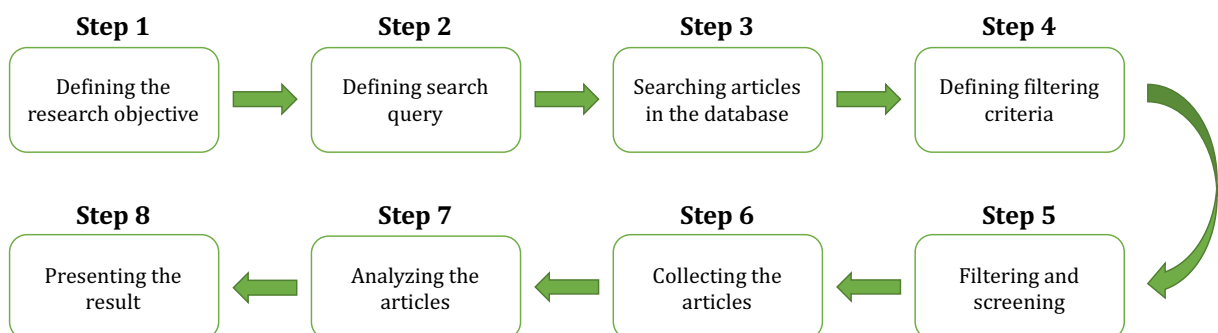 Step 1
Defining the
research objective
Step 2
Defining search
query
Step 3
Searching articles
in the database
Step 4
Defining filtering
criteria
Step 5
Filtering and
screening
Step 6
Collecting the
articles
Step 7
Analyzing the
articles
Step 8
Presenting the
result